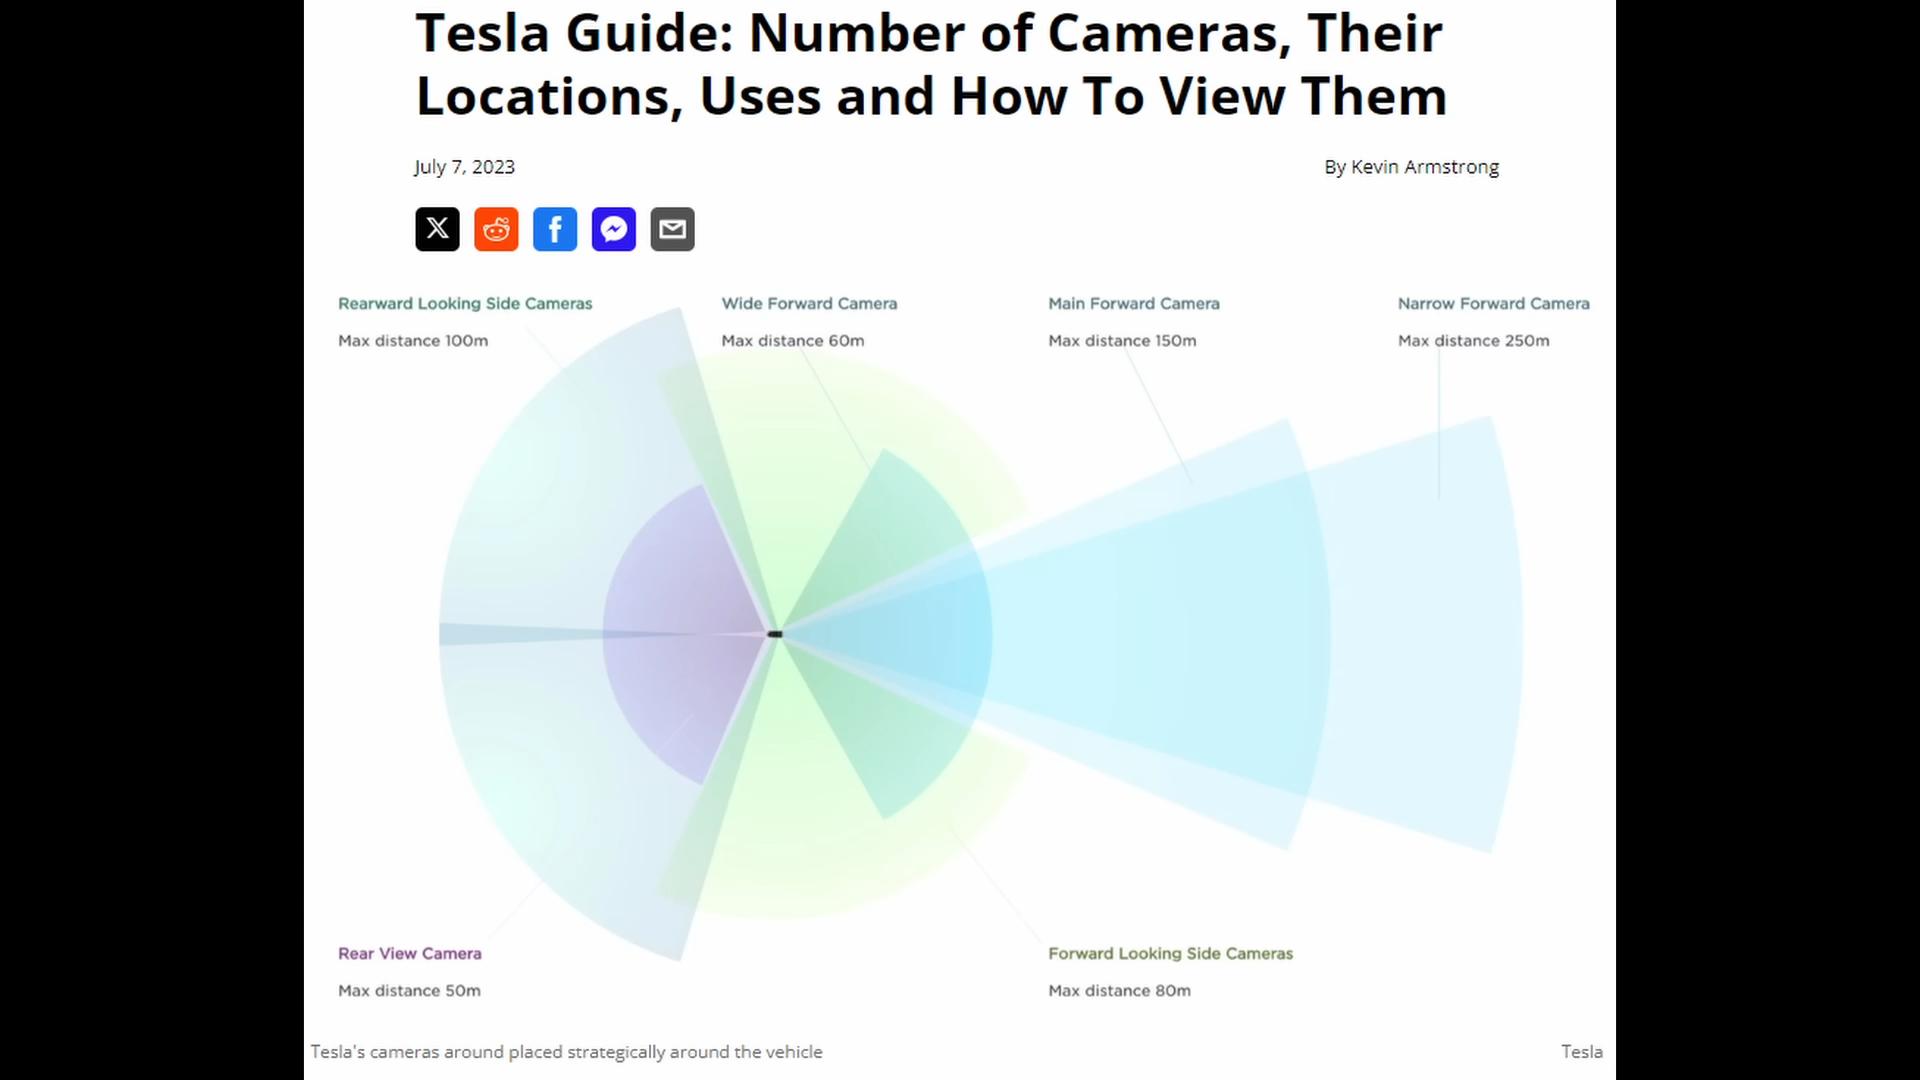 Tesla Guide: Number of Cameras, Their
Locations, Uses and How To View Them
July 7, 2023
By Kevin Armstrong
Rearward Looking Side Cameras
Max distance 100m
Wide Forward Camera
Max distance 60m
Main Forward Camera
Max distance 150m
Narrow Forward Camera
Max distance 250m
Rear View Camera
Max distance 50m
Forward Looking Side Cameras
Max distance 80m
Tesla's cameras around placed strategically around the vehicle
Tesla